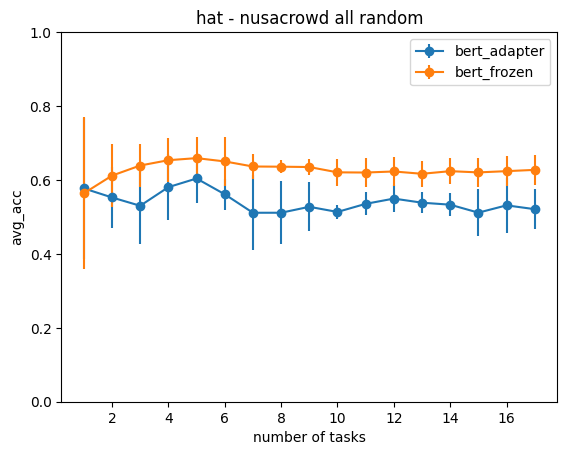 hat - nusacrowd all random
bert_adapter
bert_frozen
1.0
0.8
0.6
0.4
0.2
0.0
avg_acc
2 4 6 8 10 12 14 16
number of tasks